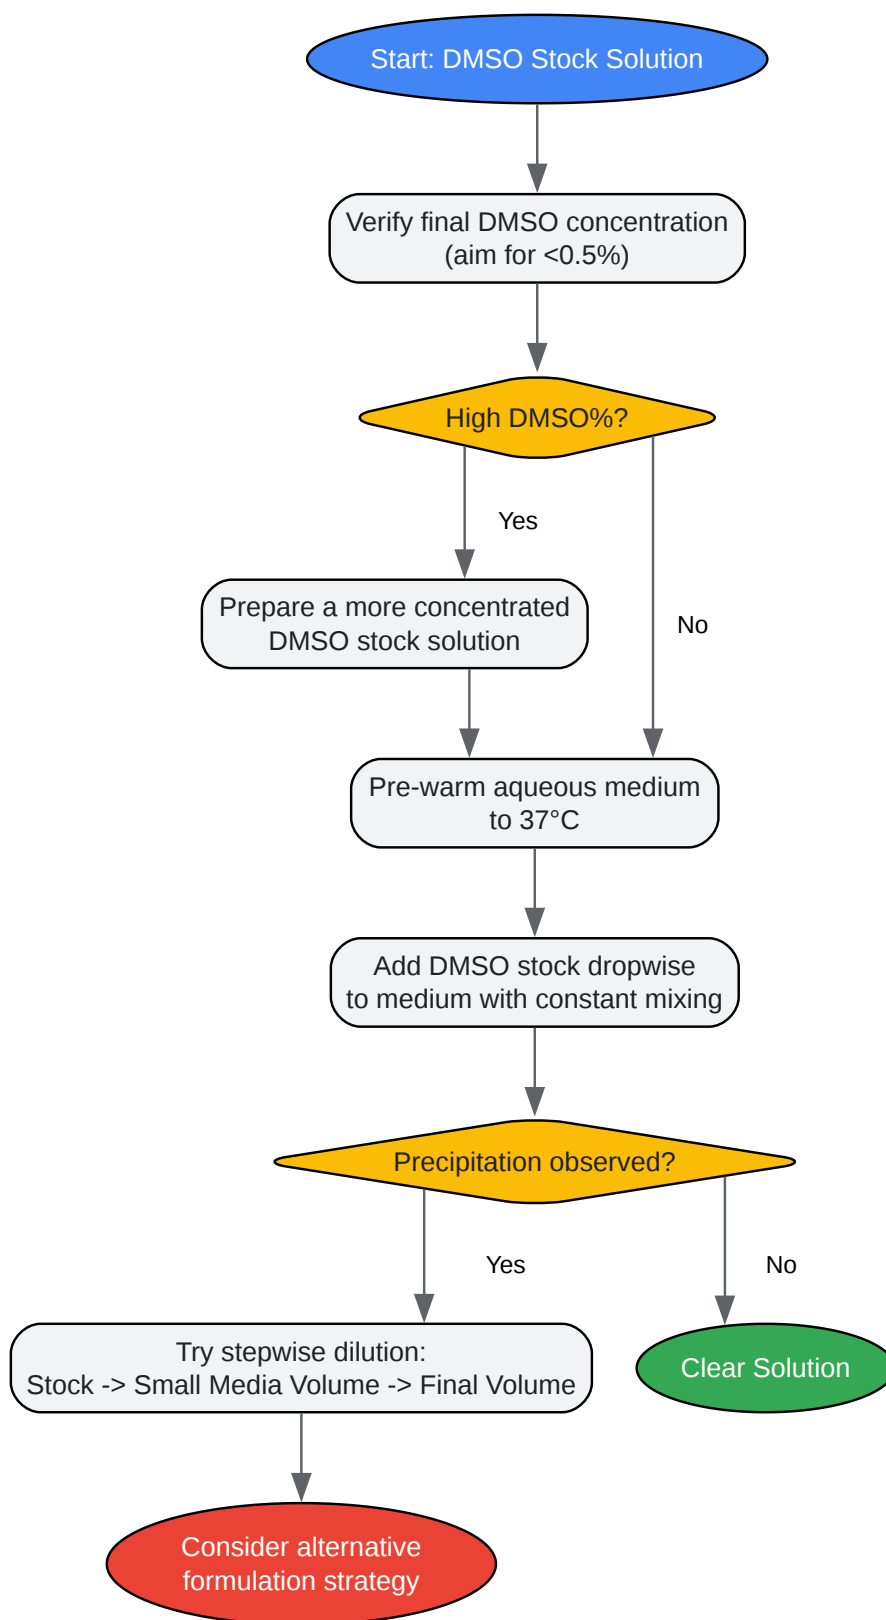 Start: DMSO Stock Solution
Verify final DMSO concentration
(aim for <0.5%)
High DMSO%?
Yes
Prepare a more concentrated
DMSO stock solution
No
Pre-warm aqueous medium
to 37°C
Add DMSO stock dropwise
to medium with constant mixing
Precipitation observed?
Yes
No
Try stepwise dilution:
Stock -> Small Media Volume -> Final Volume
Clear Solution
Consider alternative
formulation strategy